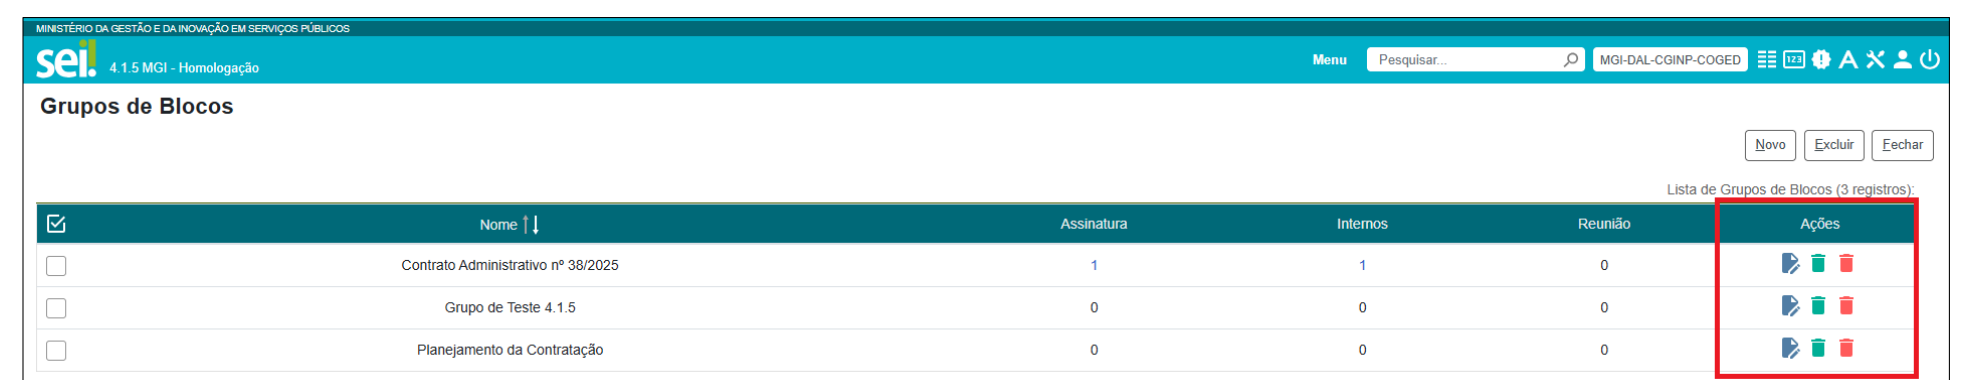 MINISTÉRIO DA GESTÃO E DA INOVAÇÃO EM SERVIÇOS PÚBLICOS
sei! 4.1.5 MGI - Homologação Menu Pesquisar... MGI-DAL-CGINP-COGED 123
Grupos de Blocos
Novo Excluir Fechar
Lista de Grupos de Blocos (3 registros):
Nome Assinatura Internos Reunião Ações
Contrato Administrativo nº 38/2025 1 1 0
Grupo de Teste 4.1.5 0 0 0
Planejamento da Contratação 0 0 0